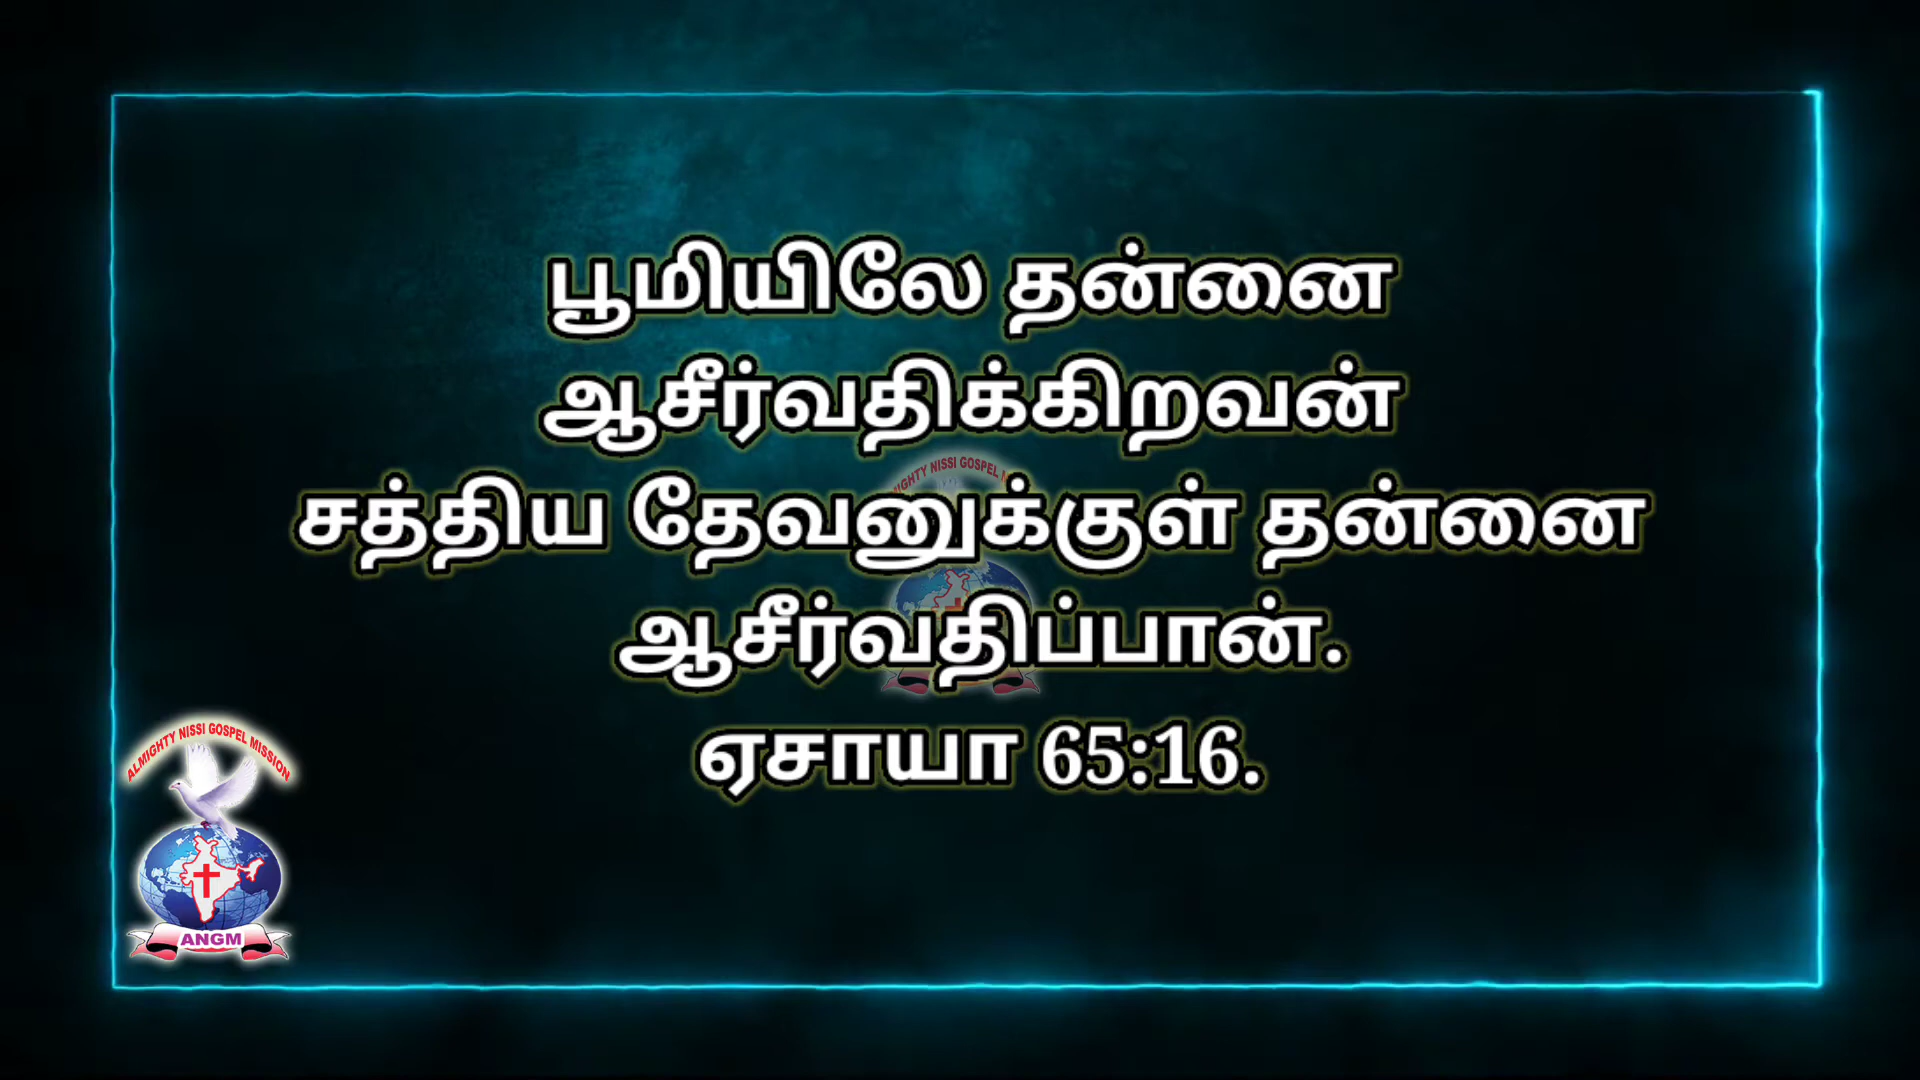 பூமியிலே தன்னை
ஆசீர்வதிக்கிறவன்
சத்திய தேவனுக்குள் தன்னை
ஆசீர்வதிப்பான்.
ஏசாயா 65:16.
ALMIGHTY NISSI GOSPEL MISSION
ANGM